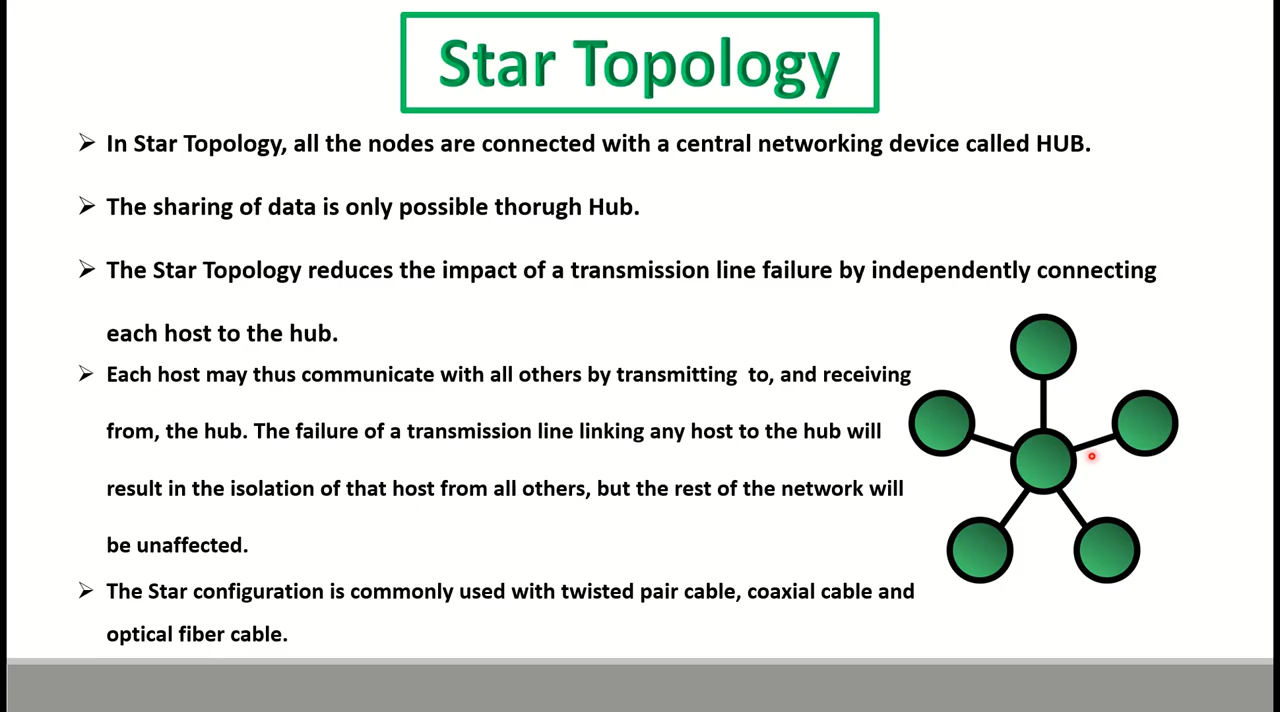 Star Topology
➢ In Star Topology, all the nodes are connected with a central networking device called HUB.
➢ The sharing of data is only possible thorugh Hub.
➢ The Star Topology reduces the impact of a transmission line failure by independently connecting
each host to the hub.
➢ Each host may thus communicate with all others by transmitting  to, and receiving
from, the hub. The failure of a transmission line linking any host to the hub will
result in the isolation of that host from all others, but the rest of the network will
be unaffected.
➢ The Star configuration is commonly used with twisted pair cable, coaxial cable and
optical fiber cable.